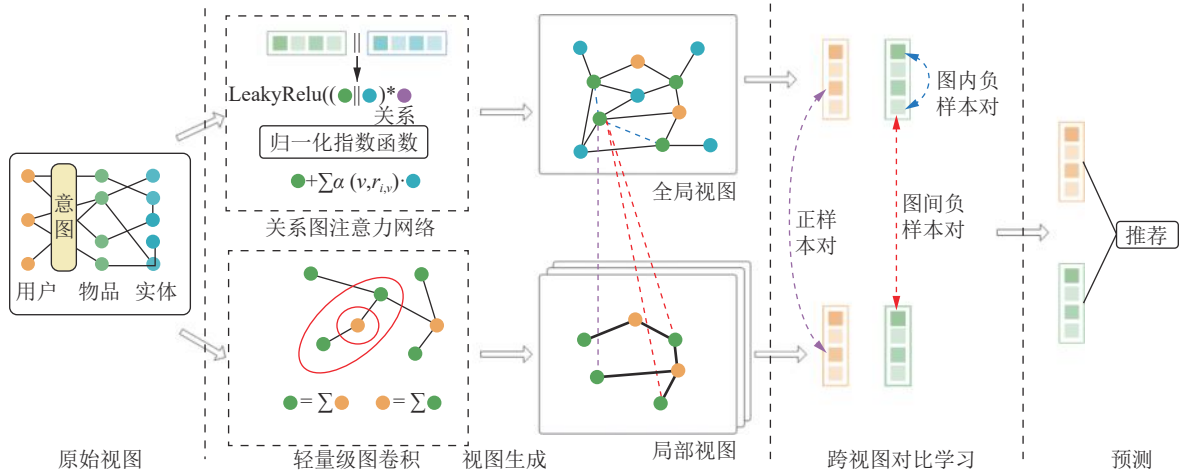 意图
用户
物品
实体
原始视图
||
LeakyRelu((||)*
关系
归一化指数函数
+∑α (v,r_{i,v})·
关系图注意力网络
=∑
=∑
轻量级图卷积
视图生成
全局视图
局部视图
正样
本对
图内负
样本对
图间负
样本对
跨视图对比学习
推荐
预测